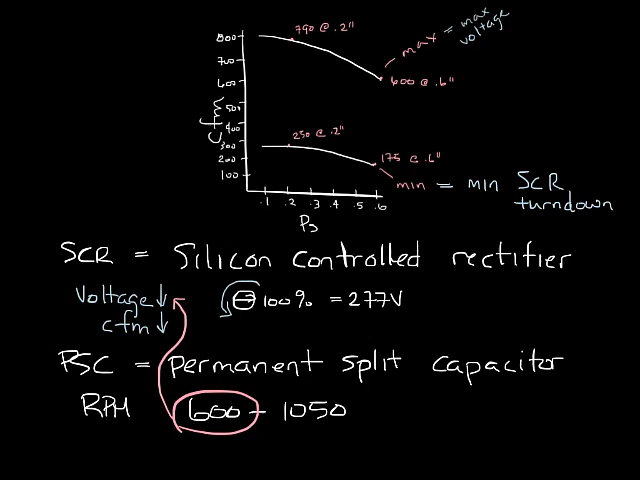 800
700
600
500
400
300
200
100
cfm
790 @ .2"
max = max voltage
600 @ .6"
250 @ .2"
175 @ .6"
min = min SCR turndown
.1 .2 .3 .4 .5 .6
Ps
SCR = Silicon controlled rectifier
Voltage↓
cfm↓
100% = 277V
PSC = permanent split capacitor
RPM 600 - 1050